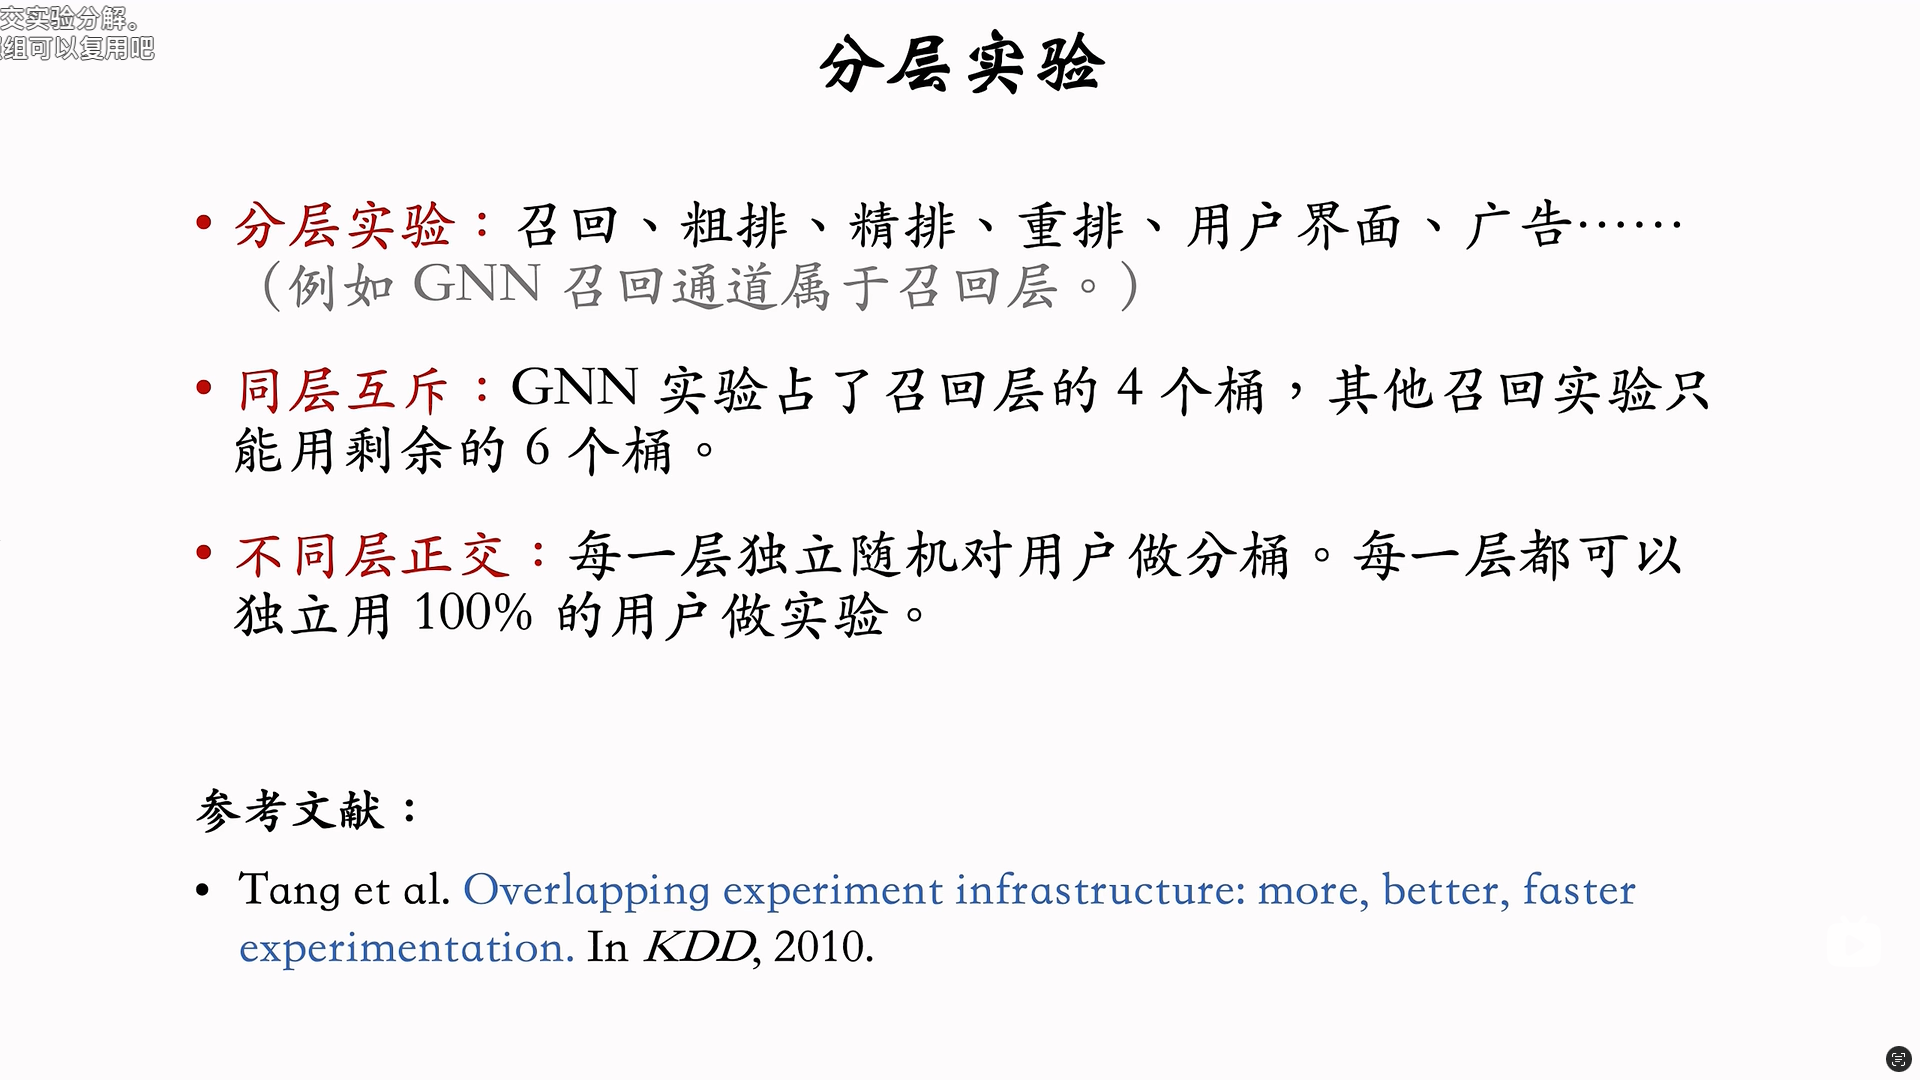 交实验分解。
组可以复用吧
分层实验
• 分层实验：召回、粗排、精排、重排、用户界面、广告……
（例如 GNN 召回通道属于召回层。）
• 同层互斥：GNN 实验占了召回层的 4 个桶，其他召回实验只
能用剩余的 6 个桶。
• 不同层正交：每一层独立随机对用户做分桶。每一层都可以
独立用 100% 的用户做实验。
参考文献：
• Tang et al. Overlapping experiment infrastructure: more, better, faster
experimentation. In KDD, 2010.